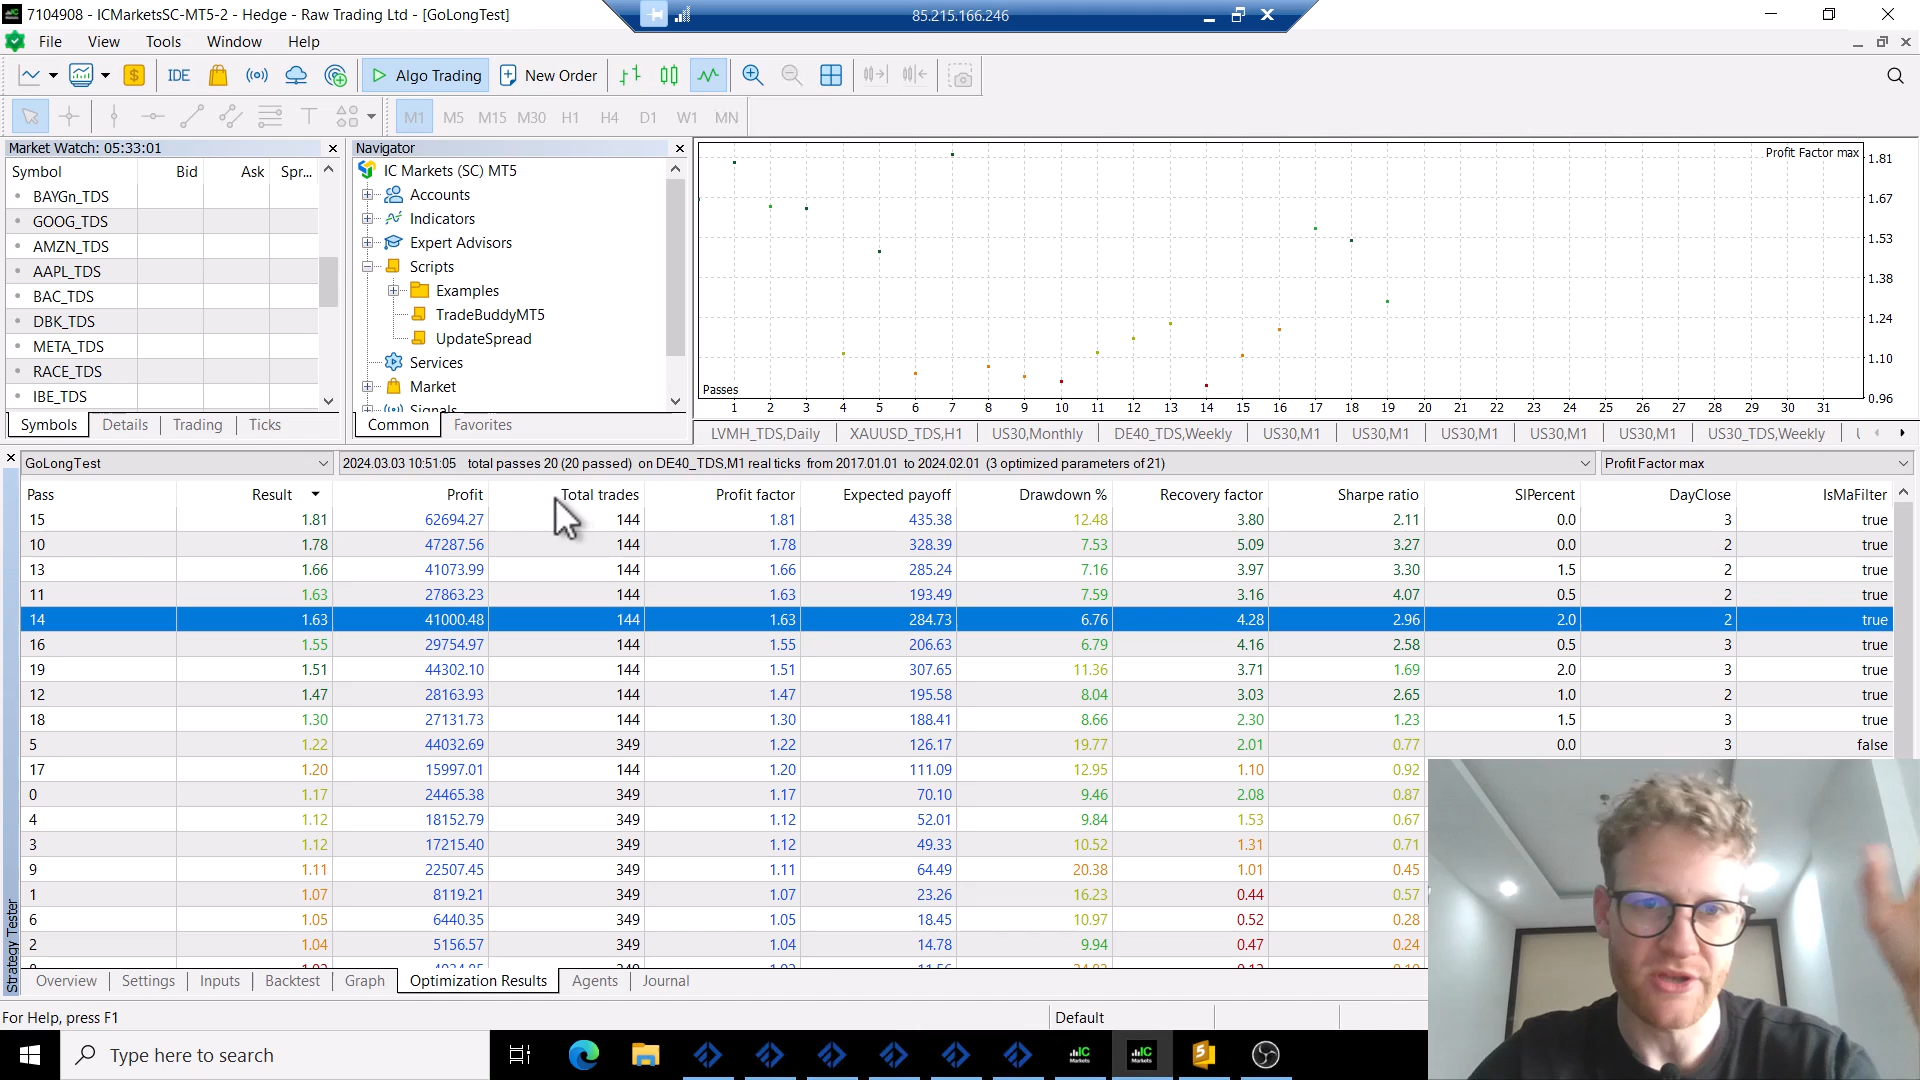 7104908 - ICMarketsSC-MT5-2 - Hedge - Raw Trading Ltd - [GoLongTest]
85.215.166.246
File View Tools Window Help
IDE Algo Trading New Order
M1 M5 M15 M30 H1 H4 D1 W1 MN
Market Watch: 05:33:01
Symbol Bid Ask Spr...
BAYGn_TDS
GOOG_TDS
AMZN_TDS
AAPL_TDS
BAC_TDS
DBK_TDS
META_TDS
RACE_TDS
IBE_TDS
Symbols Details Trading Ticks
Navigator
IC Markets (SC) MT5
Accounts
Indicators
Expert Advisors
Scripts
Examples
TradeBuddyMT5
UpdateSpread
Services
Market
Signals
Common Favorites
Profit Factor max
1.81
1.67
1.53
1.38
1.24
1.10
0.96
Passes
1 2 3 4 5 6 7 8 9 10 11 12 13 14 15 16 17 18 19 20 21 22 23 24 25 26 27 28 29 30 31
LVMH_TDS,Daily XAUUSD_TDS,H1 US30,Monthly DE40_TDS,Weekly US30,M1 US30,M1 US30,M1 US30,M1 US30,M1 US30_TDS,Weekly
GoLongTest 2024.03.03 10:51:05 total passes 20 (20 passed) on DE40_TDS,M1 real ticks from 2017.01.01 to 2024.02.01 (3 optimized parameters of 21) Profit Factor max
Pass Result Profit Total trades Profit factor Expected payoff Drawdown % Recovery factor Sharpe ratio SlPercent DayClose IsMaFilter
15 1.81 62694.27 144 1.81 435.38 12.48 3.80 2.11 0.0 3 true
10 1.78 47287.56 144 1.78 328.39 7.53 5.09 3.27 0.0 2 true
13 1.66 41073.99 144 1.66 285.24 7.16 3.97 3.30 1.5 2 true
11 1.63 27863.23 144 1.63 193.49 7.59 3.16 4.07 0.5 2 true
14 1.63 41000.48 144 1.63 284.73 6.76 4.28 2.96 2.0 2 true
16 1.55 29754.97 144 1.55 206.63 6.79 4.16 2.58 0.5 3 true
19 1.51 44302.10 144 1.51 307.65 11.36 3.71 1.69 2.0 3 true
12 1.47 28163.93 144 1.47 195.58 8.04 3.03 2.65 1.0 2 true
18 1.30 27131.73 144 1.30 188.41 8.66 2.30 1.23 1.5 3 true
5 1.22 44032.69 349 1.22 126.17 19.77 2.01 0.77 0.0 3 false
17 1.20 15997.01 144 1.20 111.09 12.95 1.10 0.92
0 1.17 24465.38 349 1.17 70.10 9.46 2.08 0.87
4 1.12 18152.79 349 1.12 52.01 9.84 1.53 0.67
3 1.12 17215.40 349 1.12 49.33 10.52 1.31 0.71
9 1.11 22507.45 349 1.11 64.49 20.38 1.01 0.45
1 1.07 8119.21 349 1.07 23.26 16.23 0.44 0.57
6 1.05 6440.35 349 1.05 18.45 10.97 0.52 0.28
2 1.04 5156.57 349 1.04 14.78 9.94 0.47 0.24
Strategy Tester
Overview Settings Inputs Backtest Graph Optimization Results Agents Journal
For Help, press F1
Default
Type here to search